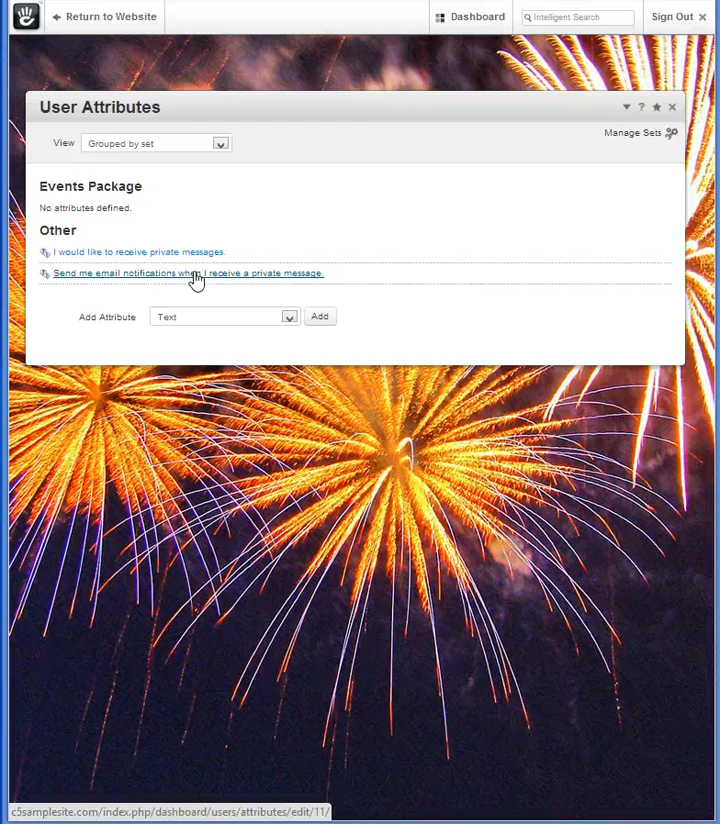 Return to Website
Dashboard
Intelligent Search
Sign Out
User Attributes
?
View
Grouped by set
Manage Sets
Events Package
No attributes defined.
Other
I would like to receive private messages.
Send me email notifications when I receive a private message.
Add Attribute
Text
Add
c5samplesite.com/index.php/dashboard/users/attributes/edit/11/